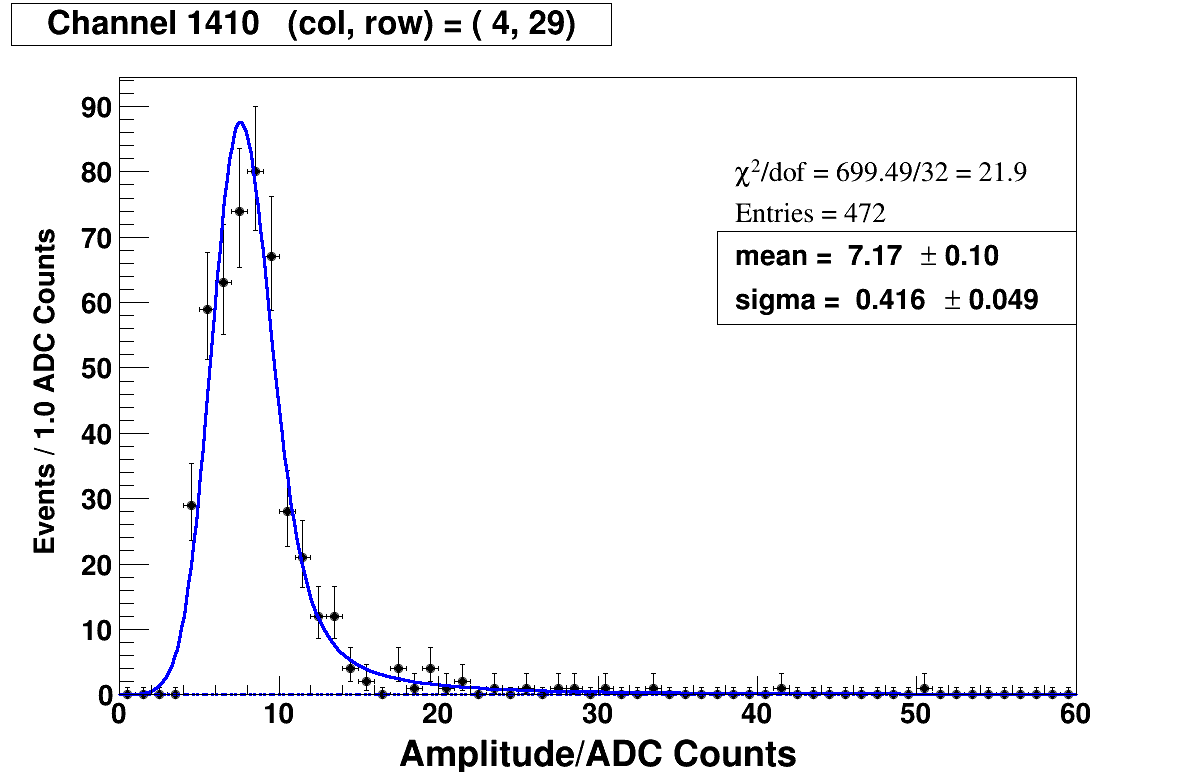 Channel 1410 (col, row) = ( 4, 29)
90
80
70
60
50
40
30
20
10
0
Events / 1.0 ADC Counts
χ²/dof = 699.49/32 = 21.9
Entries = 472
mean = 7.17 ± 0.10
sigma = 0.416 ± 0.049
0 10 20 30 40 50 60
Amplitude/ADC Counts